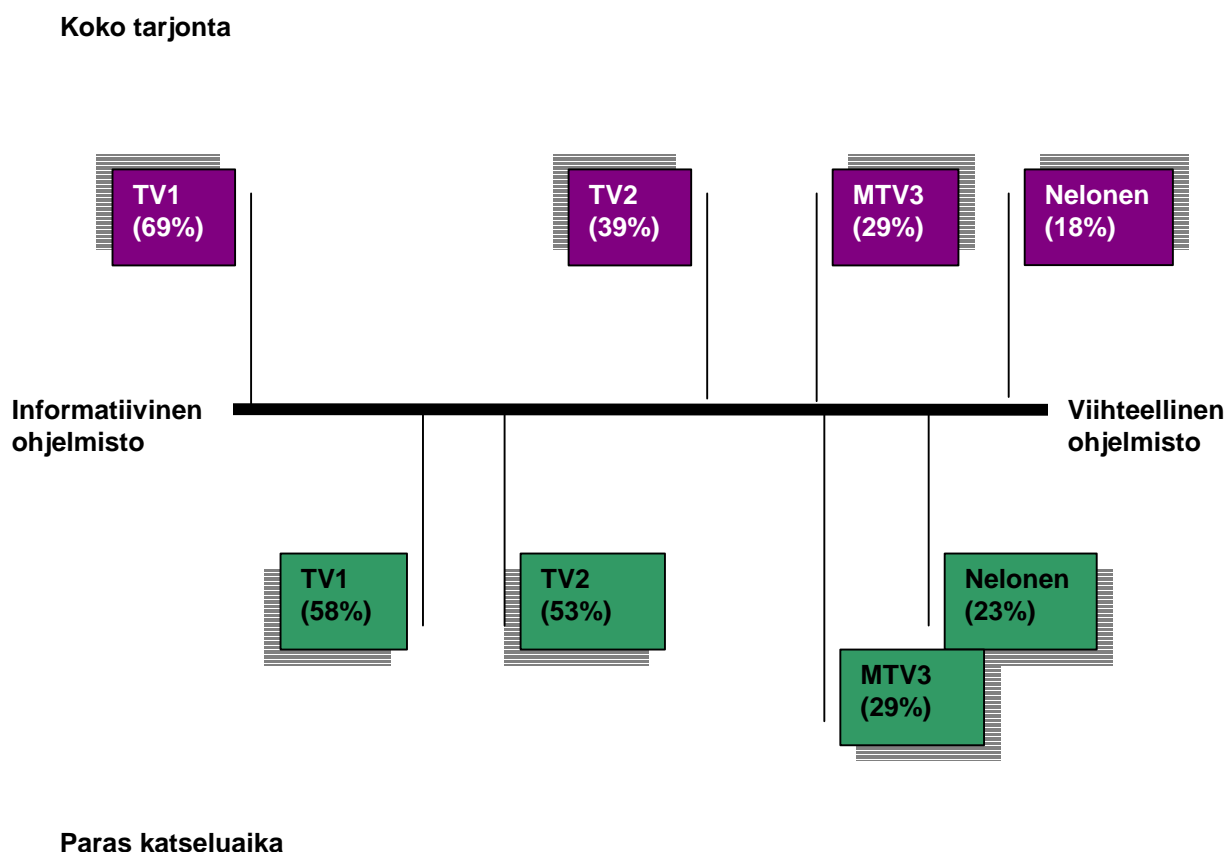 Koko tarjonta
TV1
(69%)
TV2
(39%)
MTV3
(29%)
Nelonen
(18%)
Informatiivinen
ohjelmisto
Viihteellinen
ohjelmisto
TV1
(58%)
TV2
(53%)
Nelonen
(23%)
MTV3
(29%)
Paras katseluaika